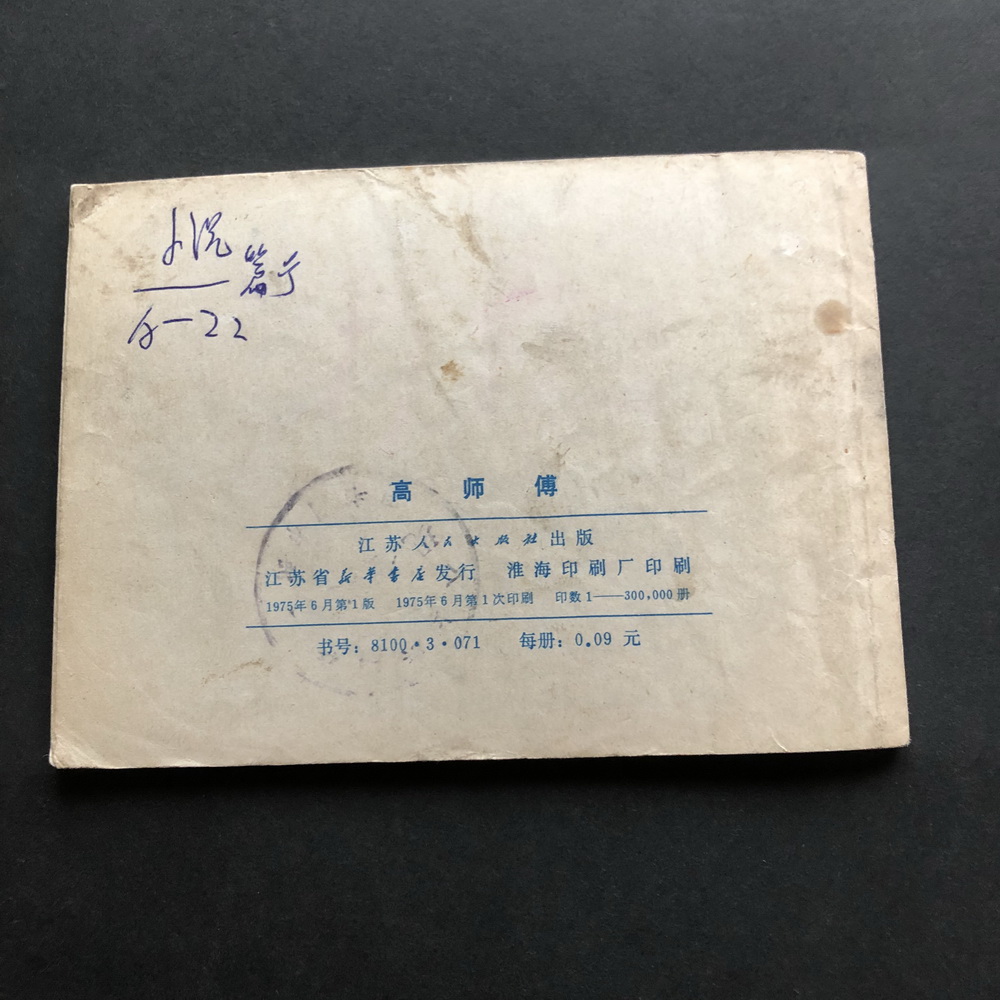 6-22
高师傅
江苏人民出版社出版
江苏省新华书店发行 淮海印刷厂印刷
1975年6月第1版 1975年6月第1次印刷 印数1——300,000册
书号：8100·3·071 每册：0.09元